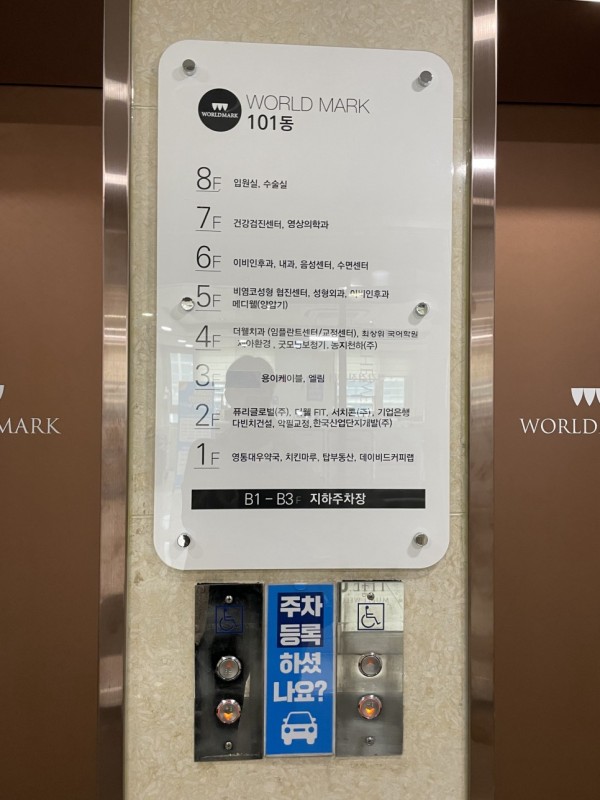 WORLDMARK
WORLD MARK
101동
8F 입원실, 수술실
7F 건강검진센터, 영상의학과
6F 이비인후과, 내과, 음성센터, 수면센터
5F 비염코성형 협진센터, 성형외과, 이비인후과
메디웰(양압기)
4F 더웰치과 (임플란트센터/교정센터), 최상위 국어학원
굿모닝보청기, 농지천하(주)
3F 용이케이블, 엘림
2F 퓨리글로벌(주), FIT, 서치콘(주), 기업은행
다빈치건설, 악필교정, 한국산업단지개발(주)
1F 영통대우약국, 치킨마루, 탑부동산, 데이비드커피랩
B1 - B3F 지하주차장
MARK
WORLD
주차
등록
하셨
나요?